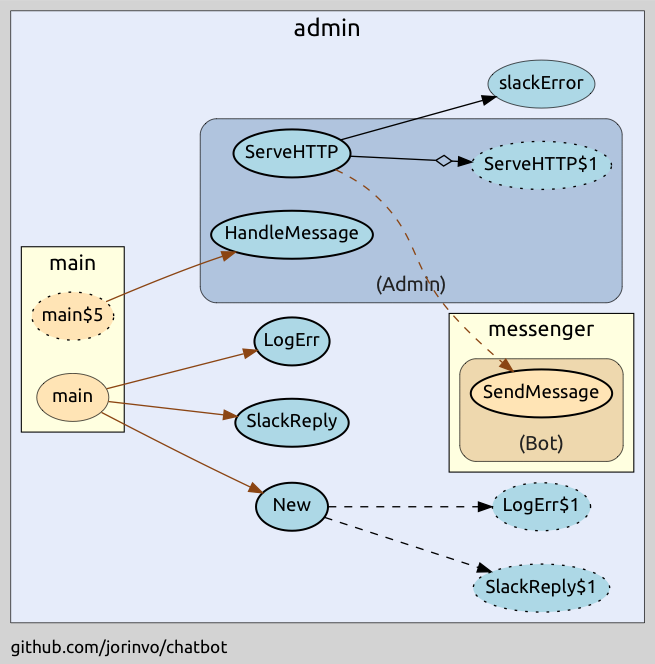 admin
slackError
ServeHTTP
ServeHTTP$1
HandleMessage
(Admin)
main
main$5
main
LogErr
SlackReply
New
messenger
SendMessage
(Bot)
LogErr$1
SlackReply$1
github.com/jorinvo/chatbot